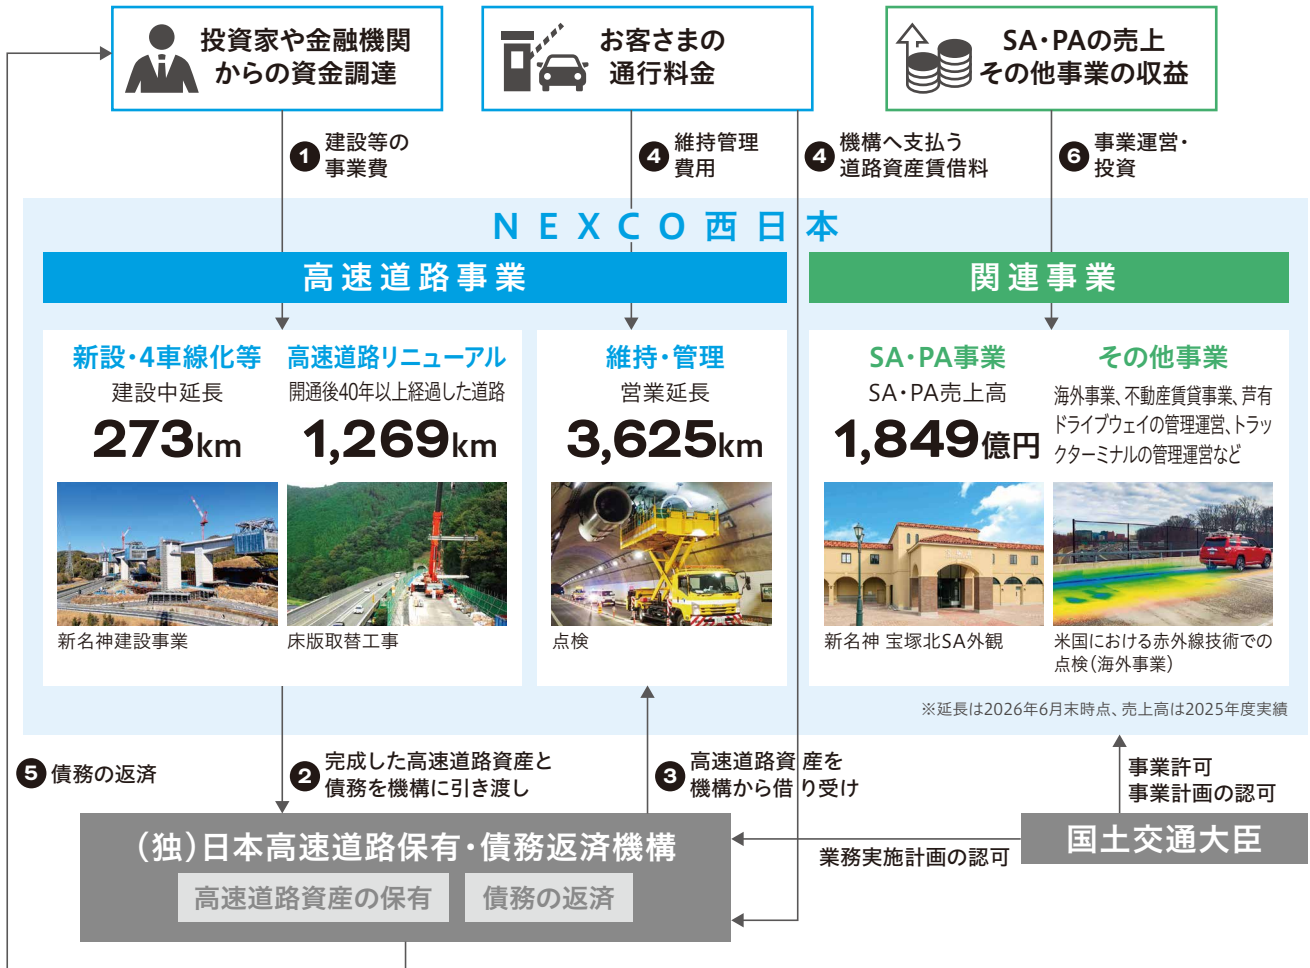 投資家や金融機関
からの資金調達
お客さまの
通行料金
SA・PAの売上
その他事業の収益
1 建設等の
事業費
4 維持管理
費用
4 機構へ支払う
道路資産賃借料
6 事業運営・
投資
NEXCO西日本
高速道路事業
関連事業
新設・4車線化等
建設中延長
273km
新名神建設事業
高速道路リニューアル
開通後40年以上経過した道路
1,269km
床版取替工事
維持・管理
営業延長
3,625km
点検
SA・PA事業
SA・PA売上高
1,849億円
新名神 宝塚北SA外観
その他事業
海外事業、不動産賃貸事業、芦有
ドライブウェイの管理運営、トラッ
クターミナルの管理運営など
米国における赤外線技術での
点検(海外事業)
※延長は2026年6月末時点、売上高は2025年度実績
5 債務の返済
2 完成した高速道路資産と
債務を機構に引き渡し
3 高速道路資産を
機構から借り受け
事業許可
事業計画の認可
(独)日本高速道路保有・債務返済機構
高速道路資産の保有
債務の返済
業務実施計画の認可
国土交通大臣